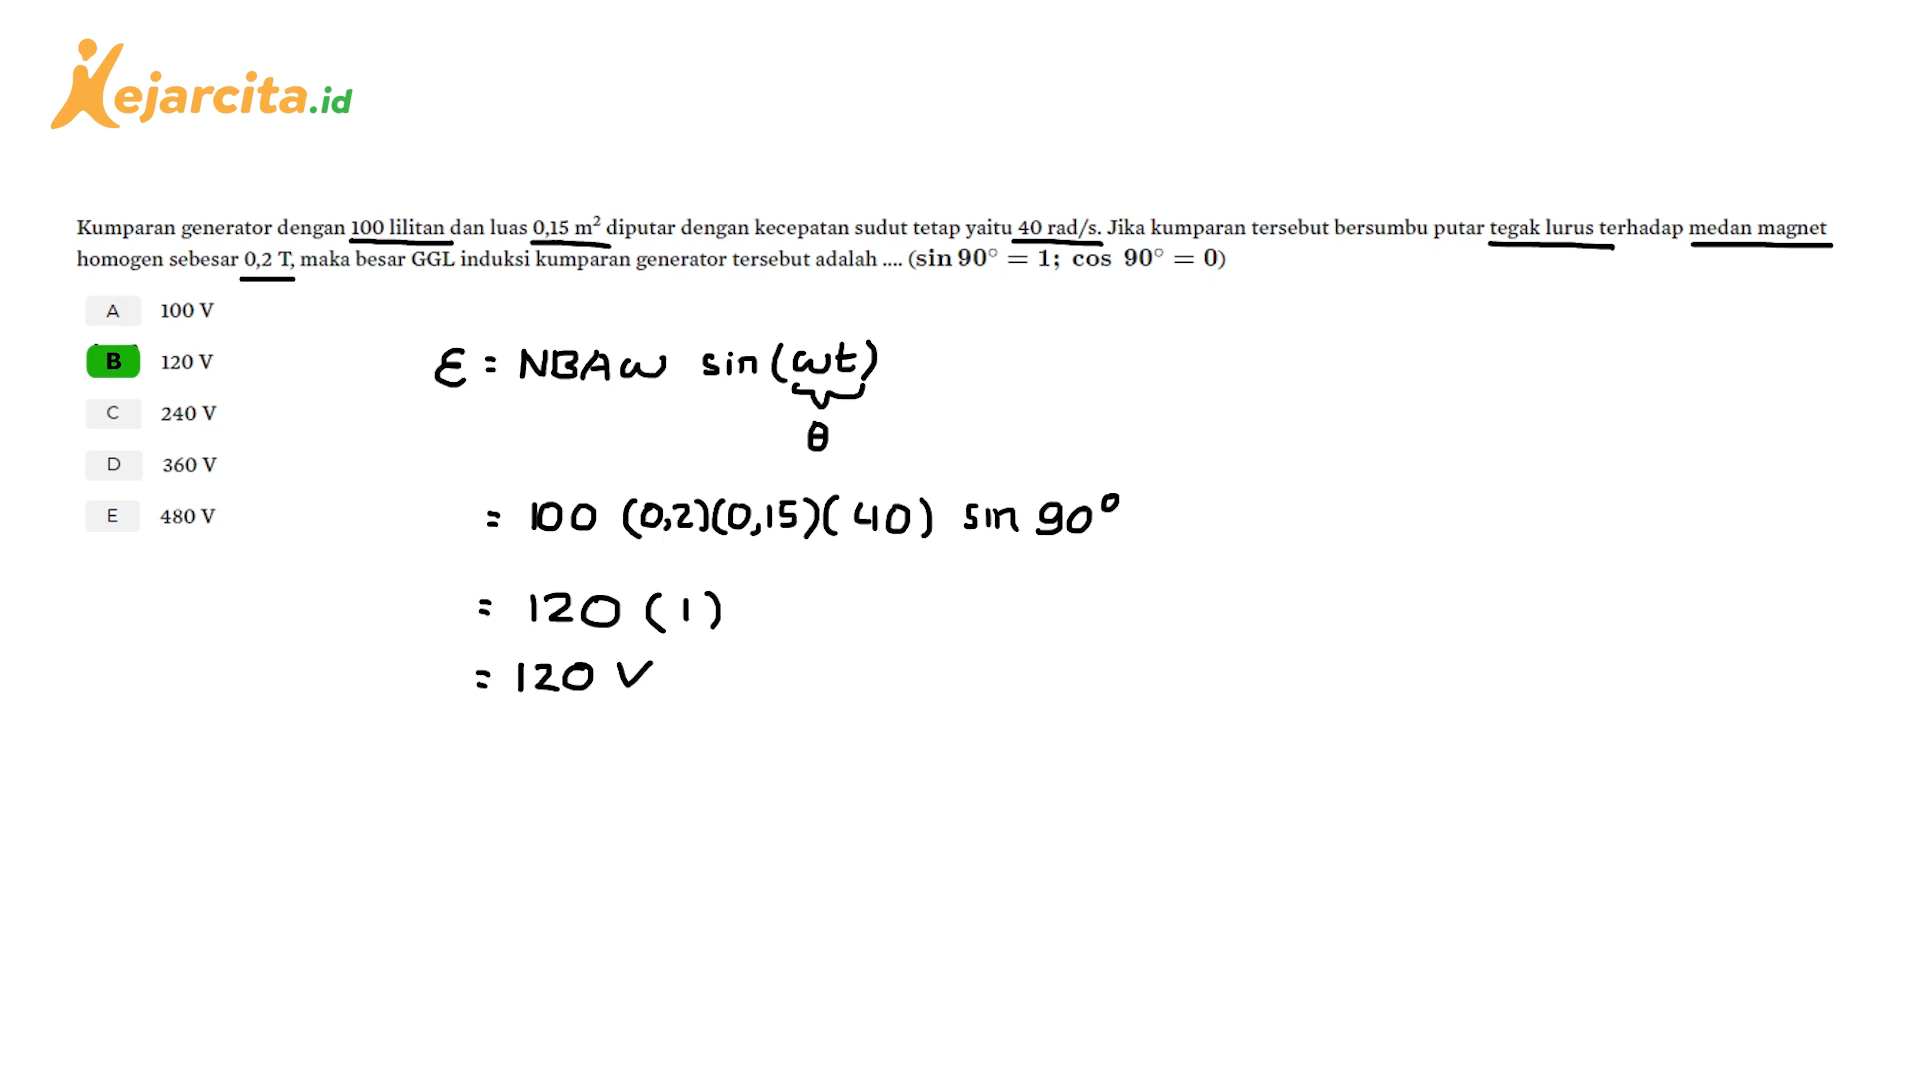 Kejarcita.id
Kumparan generator dengan 100 lilitan dan luas 0,15 m² diputar dengan kecepatan sudut tetap yaitu 40 rad/s. Jika kumparan tersebut bersumbu putar tegak lurus terhadap medan magnet
homogen sebesar 0,2 T, maka besar GGL induksi kumparan generator tersebut adalah .... (sin 90° = 1; cos 90° = 0)
A 100 V
B 120 V
C 240 V
D 360 V
E 480 V
ε = NBAω sin (ωt)
θ
= 100 (0,2)(0,15)(40) sin 90°
= 120 (1)
= 120 V